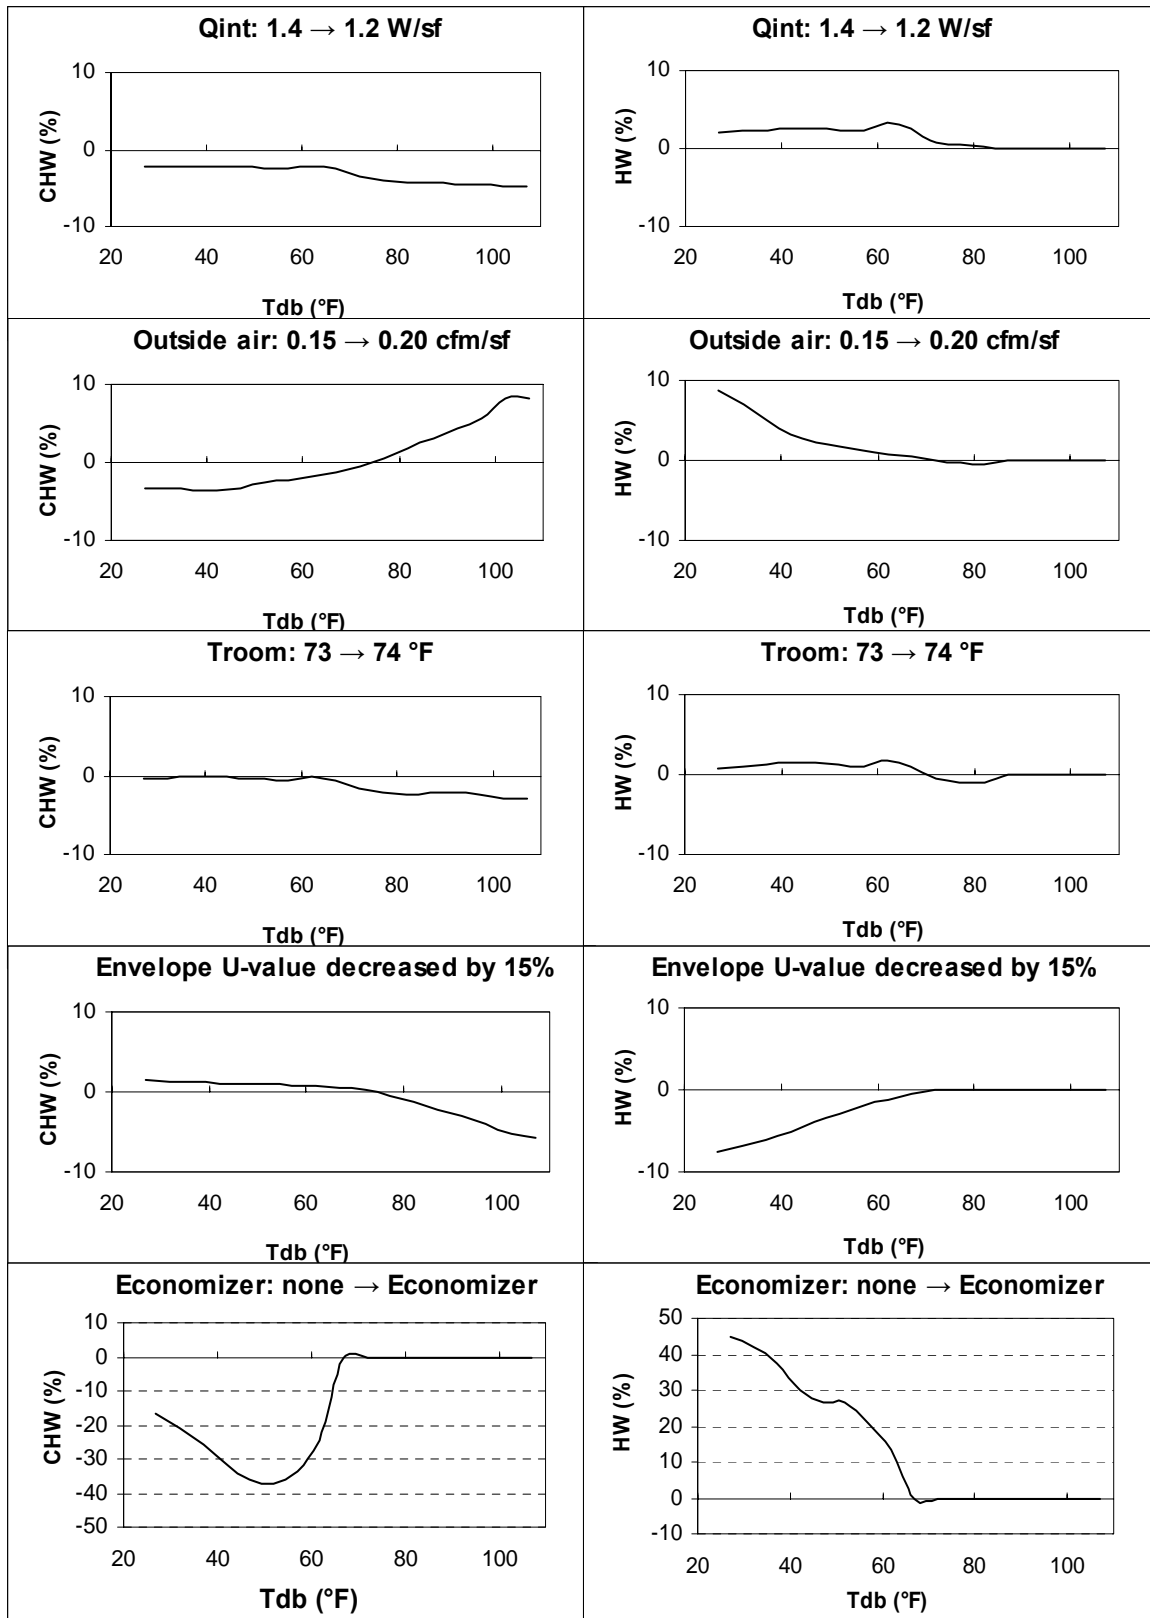 Qint: 1.4 → 1.2 W/sf
10
0
-10
CHW (%)
20 40 60 80 100
Tdb (°F)
Qint: 1.4 → 1.2 W/sf
10
0
-10
HW (%)
20 40 60 80 100
Tdb (°F)
Outside air: 0.15 → 0.20 cfm/sf
10
0
-10
CHW (%)
20 40 60 80 100
Tdb (°F)
Outside air: 0.15 → 0.20 cfm/sf
10
0
-10
HW (%)
20 40 60 80 100
Tdb (°F)
Troom: 73 → 74 °F
10
0
-10
CHW (%)
20 40 60 80 100
Tdb (°F)
Troom: 73 → 74 °F
10
0
-10
HW (%)
20 40 60 80 100
Tdb (°F)
Envelope U-value decreased by 15%
10
0
-10
CHW (%)
20 40 60 80 100
Tdb (°F)
Envelope U-value decreased by 15%
10
0
-10
HW (%)
20 40 60 80 100
Tdb (°F)
Economizer: none → Economizer
10
0
-10
-20
-30
-40
-50
CHW (%)
20 40 60 80 100
Tdb (°F)
Economizer: none → Economizer
50
40
30
20
10
0
-10
HW (%)
20 40 60 80 100
Tdb (°F)